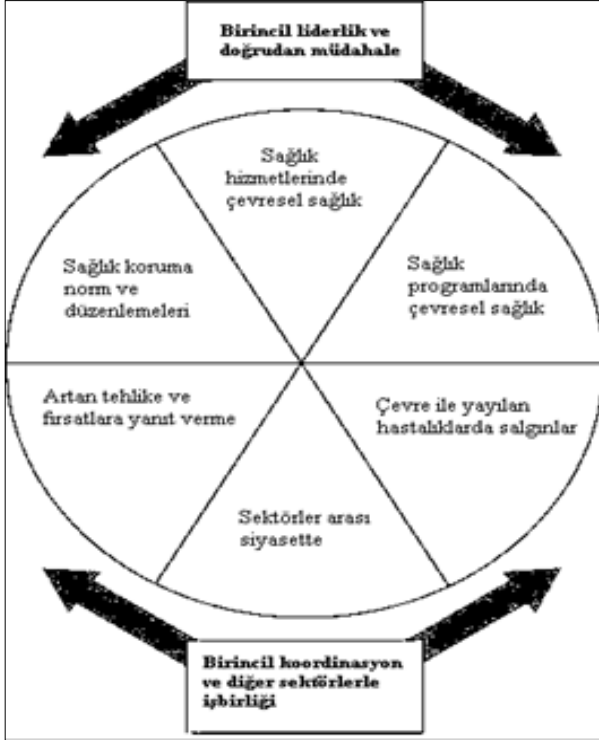 Birincil liderlik ve
doğrudan müdahale
Sağlık
hizmetlerinde
çevresel sağlık
Sağlık koruma
norm ve
düzenlemeleri
Sağlık
programlarında
çevresel sağlık
Artan tehlike ve
fırsatlara yanıt verme
Çevre ile yayılan
hastalıklarda salgınlar
Sektörler arası
siyasette
Birincil koordinasyon
ve diğer sektörlerle
işbirliği